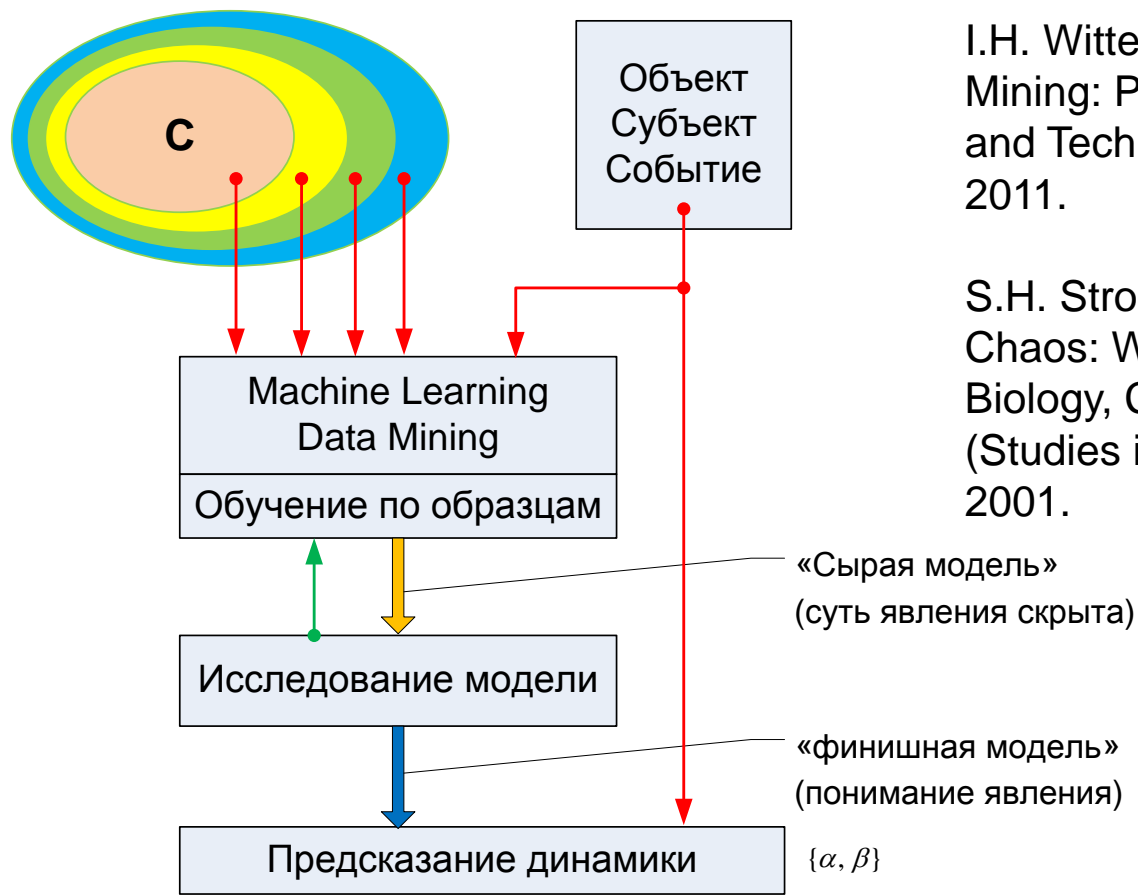 C
Объект
Субъект
Событие
I.H. Witte
Mining: P
and Tech
2011.
S.H. Stro
Chaos: W
Biology, C
(Studies i
2001.
Machine Learning
Data Mining
Обучение по образцам
«Сырая модель»
(суть явления скрыта)
Исследование модели
«финишная модель»
(понимание явления)
Предсказание динамики
{α, β}